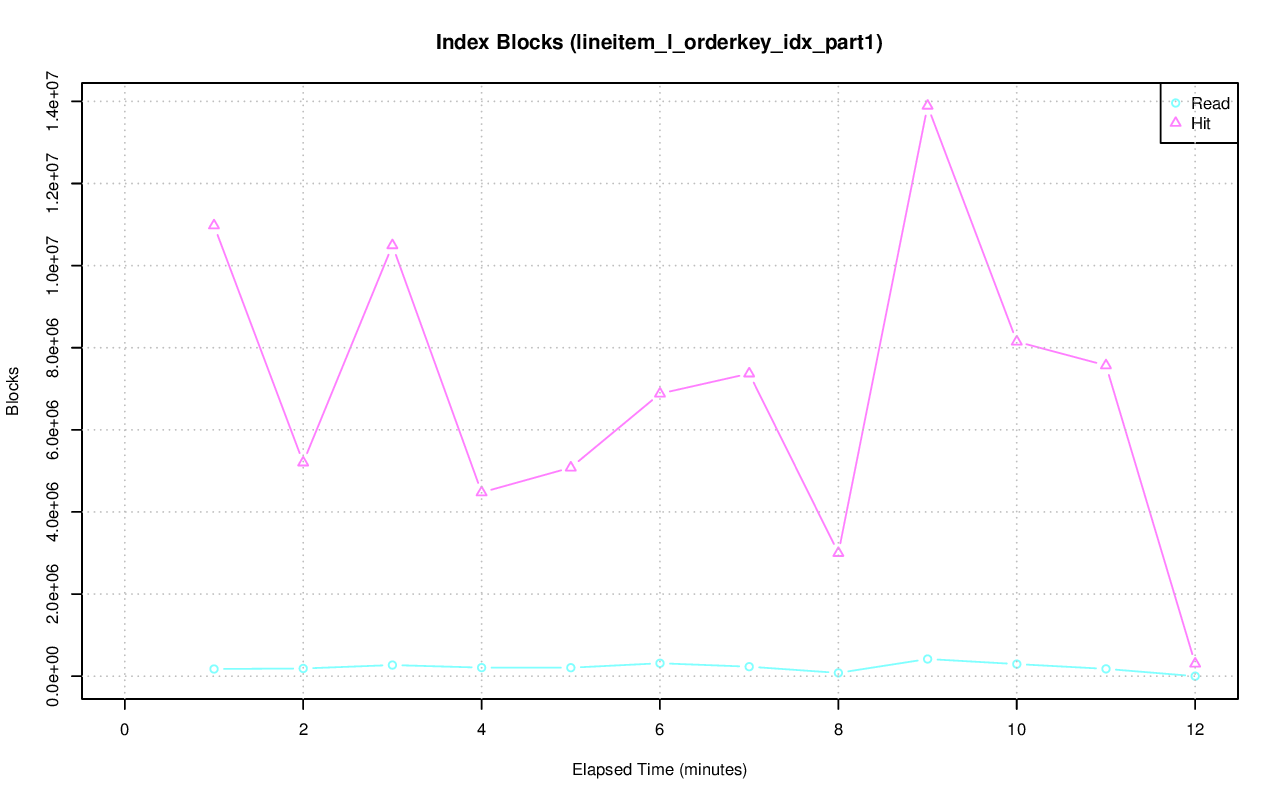 Index Blocks (lineitem_l_orderkey_idx_part1)
Read
Hit
Blocks
1.4e+07
1.2e+07
1.0e+07
8.0e+06
6.0e+06
4.0e+06
2.0e+06
0.0e+00
0 2 4 6 8 10 12
Elapsed Time (minutes)